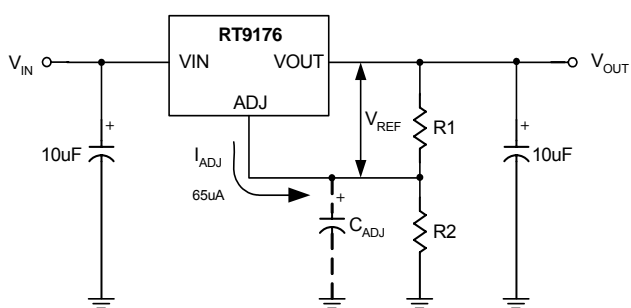 RT9176
VIN
VOUT
ADJ
V_IN
V_OUT
V_REF
R1
10uF
+
I_ADJ
65uA
+
C_ADJ
R2
10uF
+